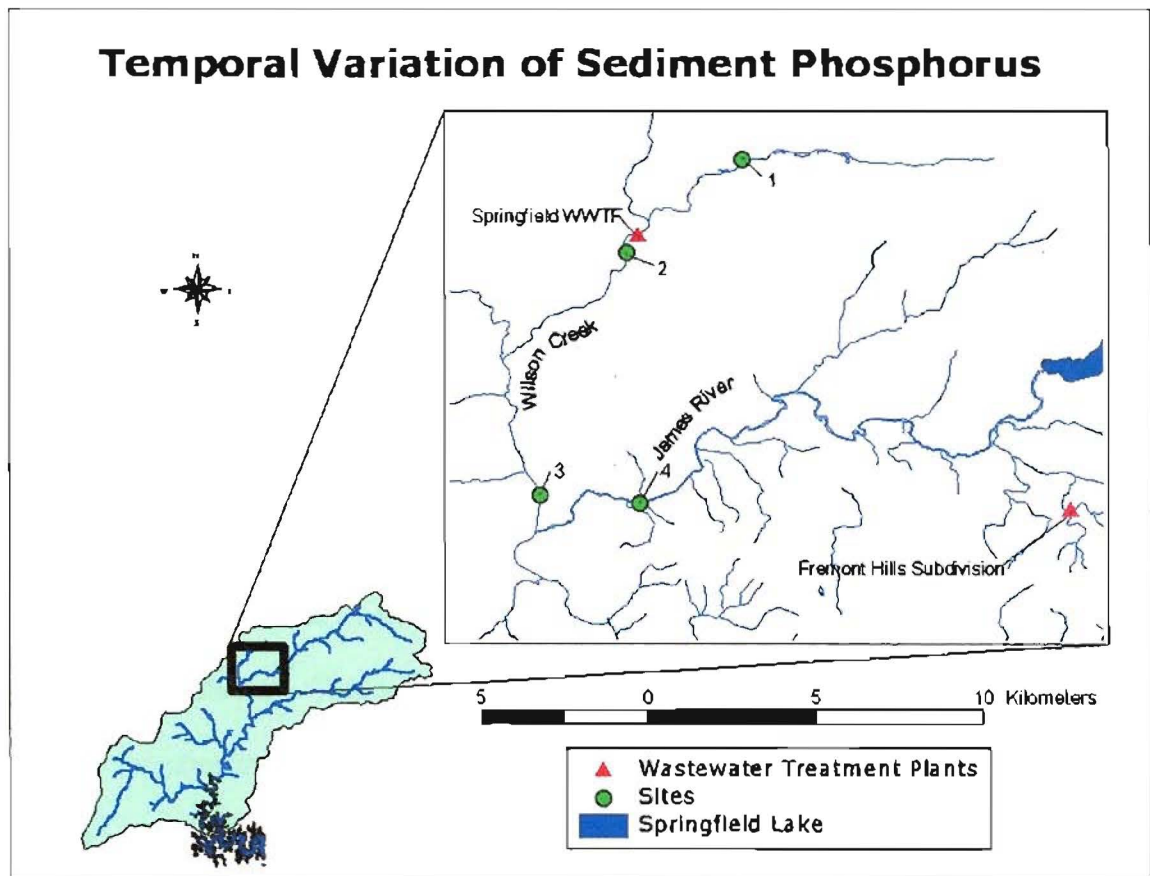 Temporal Variation of Sediment Phosphorus
1
Springfield WWTF
2
Wilson Creek
James River
3
4
Fremont Hills Subdivision
N
S
5 0 5 10 Kilometers
Wastewater Treatment Plants
Sites
Springfield Lake